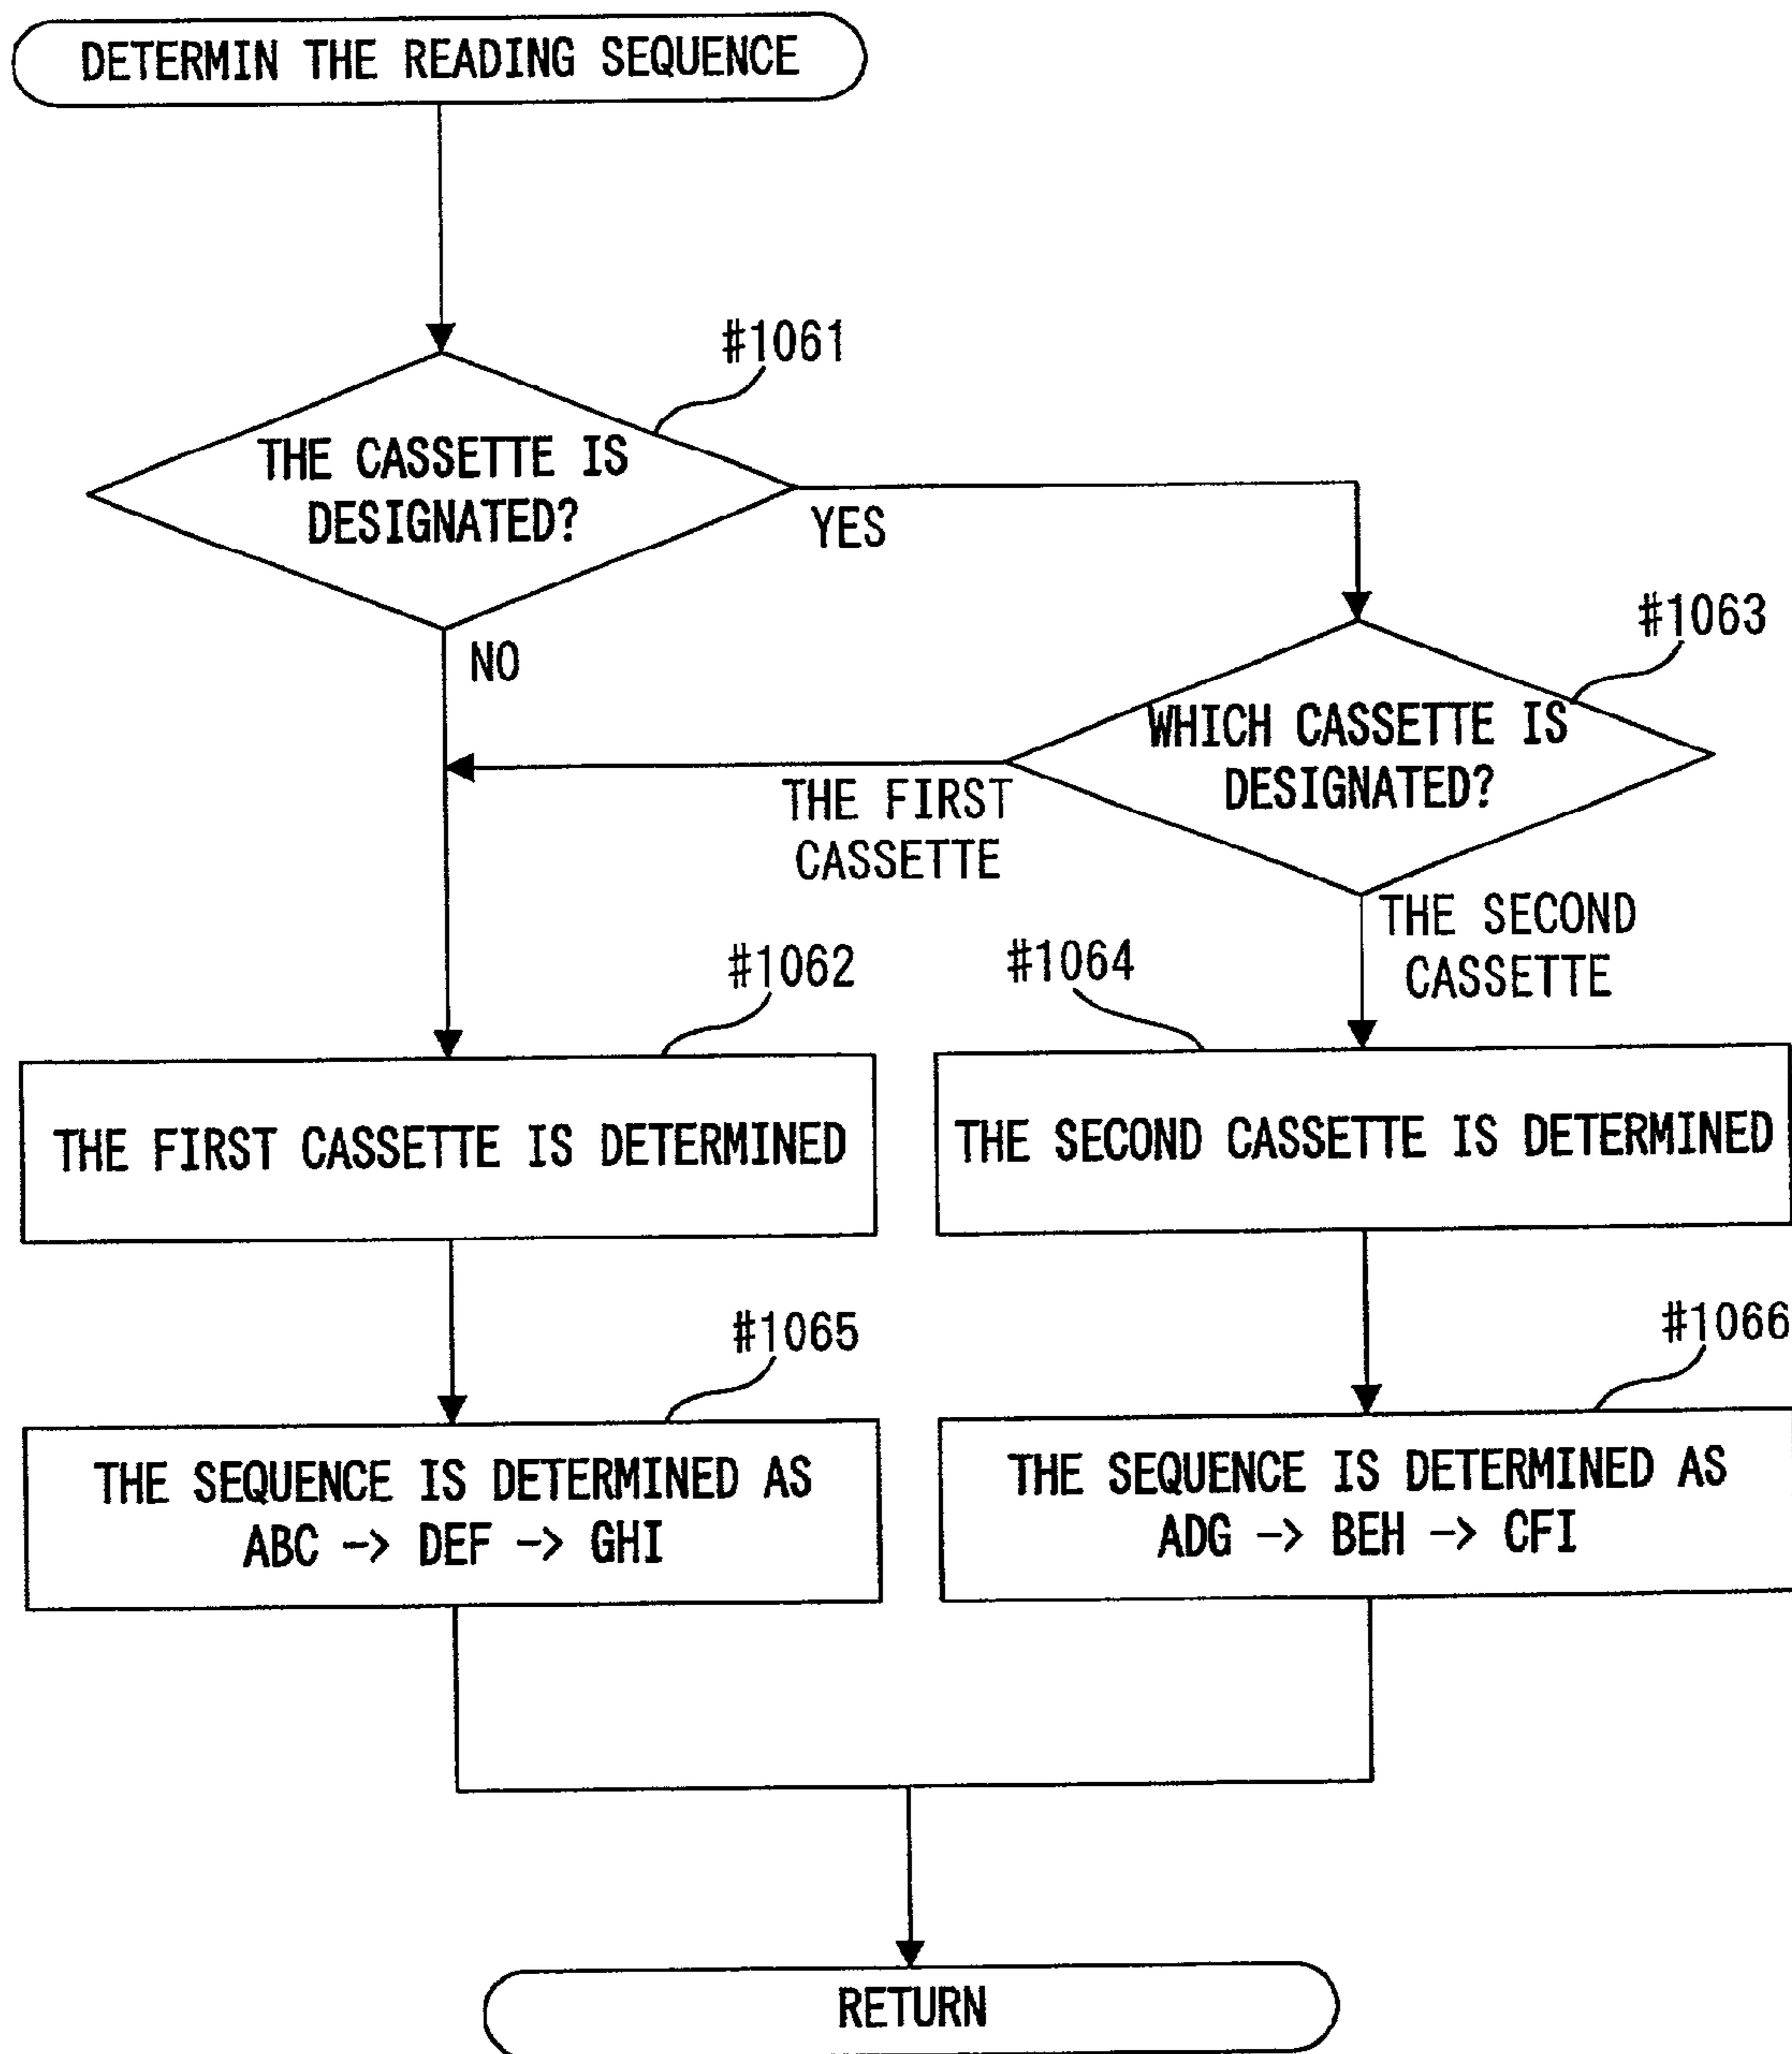 DETERMIN THE READING SEQUENCE
#1061
THE CASSETTE IS
DESIGNATED?
YES
NO
#1063
WHICH CASSETTE IS
DESIGNATED?
THE FIRST
CASSETTE
THE SECOND
CASSETTE
#1062
#1064
THE FIRST CASSETTE IS DETERMINED
THE SECOND CASSETTE IS DETERMINED
#1065
#1066
THE SEQUENCE IS DETERMINED AS
ABC -> DEF -> GHI
THE SEQUENCE IS DETERMINED AS
ADG -> BEH -> CFI
RETURN